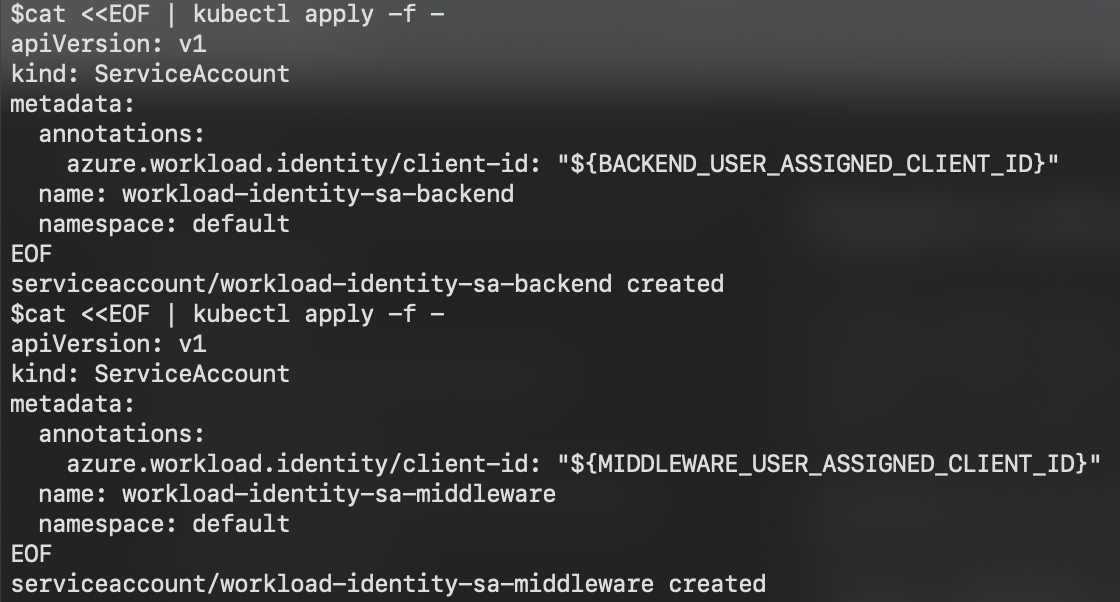 $cat <<EOF | kubectl apply -f -
apiVersion: v1
kind: ServiceAccount
metadata:
  annotations:
    azure.workload.identity/client-id: "${BACKEND_USER_ASSIGNED_CLIENT_ID}"
  name: workload-identity-sa-backend
  namespace: default
EOF
serviceaccount/workload-identity-sa-backend created
$cat <<EOF | kubectl apply -f -
apiVersion: v1
kind: ServiceAccount
metadata:
  annotations:
    azure.workload.identity/client-id: "${MIDDLEWARE_USER_ASSIGNED_CLIENT_ID}"
  name: workload-identity-sa-middleware
  namespace: default
EOF
serviceaccount/workload-identity-sa-middleware created